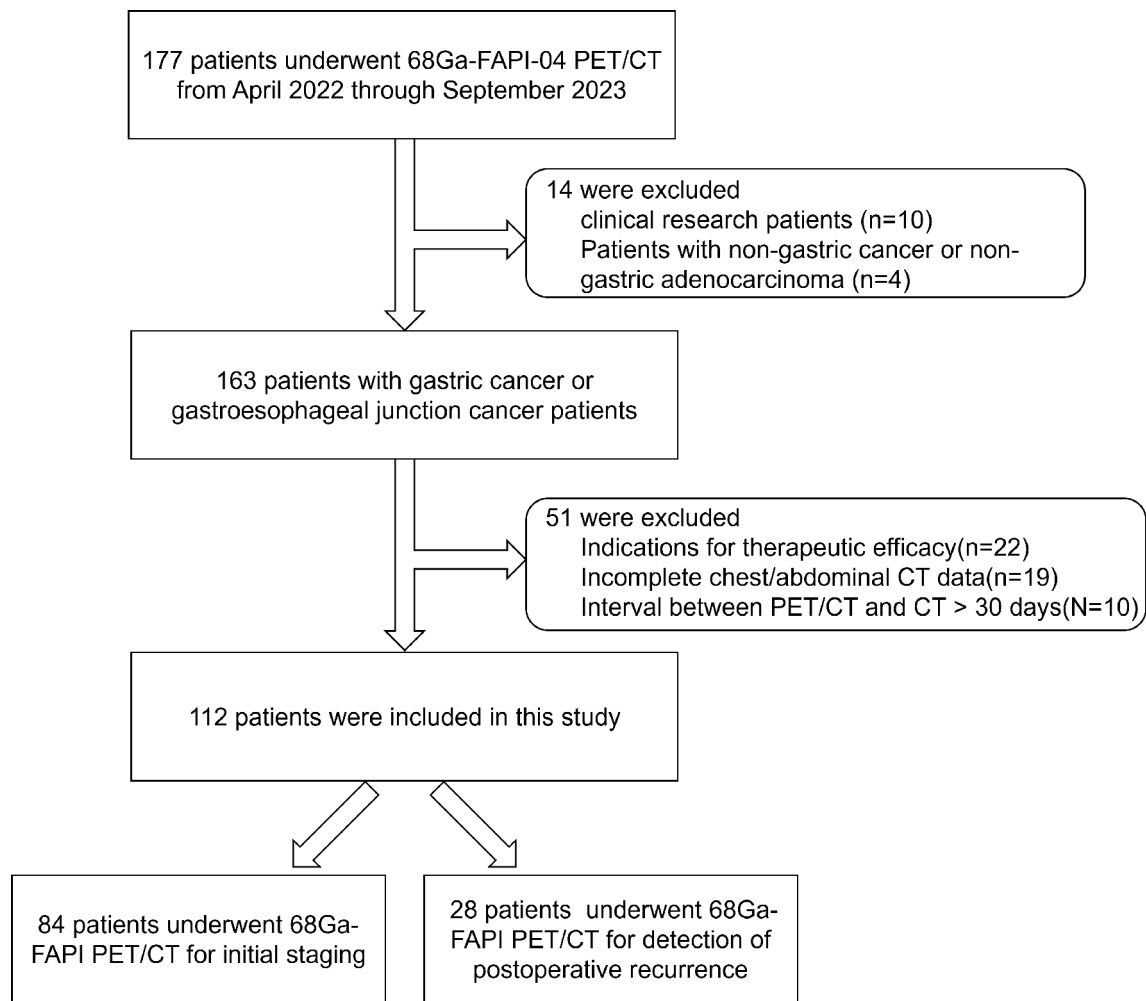 177 patients underwent 68Ga-FAPI-04 PET/CT
from April 2022 through September 2023
14 were excluded
clinical research patients (n=10)
Patients with non-gastric cancer or non-
gastric adenocarcinoma (n=4)
163 patients with gastric cancer or
gastroesophageal junction cancer patients
51 were excluded
Indications for therapeutic efficacy(n=22)
Incomplete chest/abdominal CT data(n=19)
Interval between PET/CT and CT > 30 days(N=10)
112 patients were included in this study
84 patients underwent 68Ga-
FAPI PET/CT for initial staging
28 patients underwent 68Ga-
FAPI PET/CT for detection of
postoperative recurrence